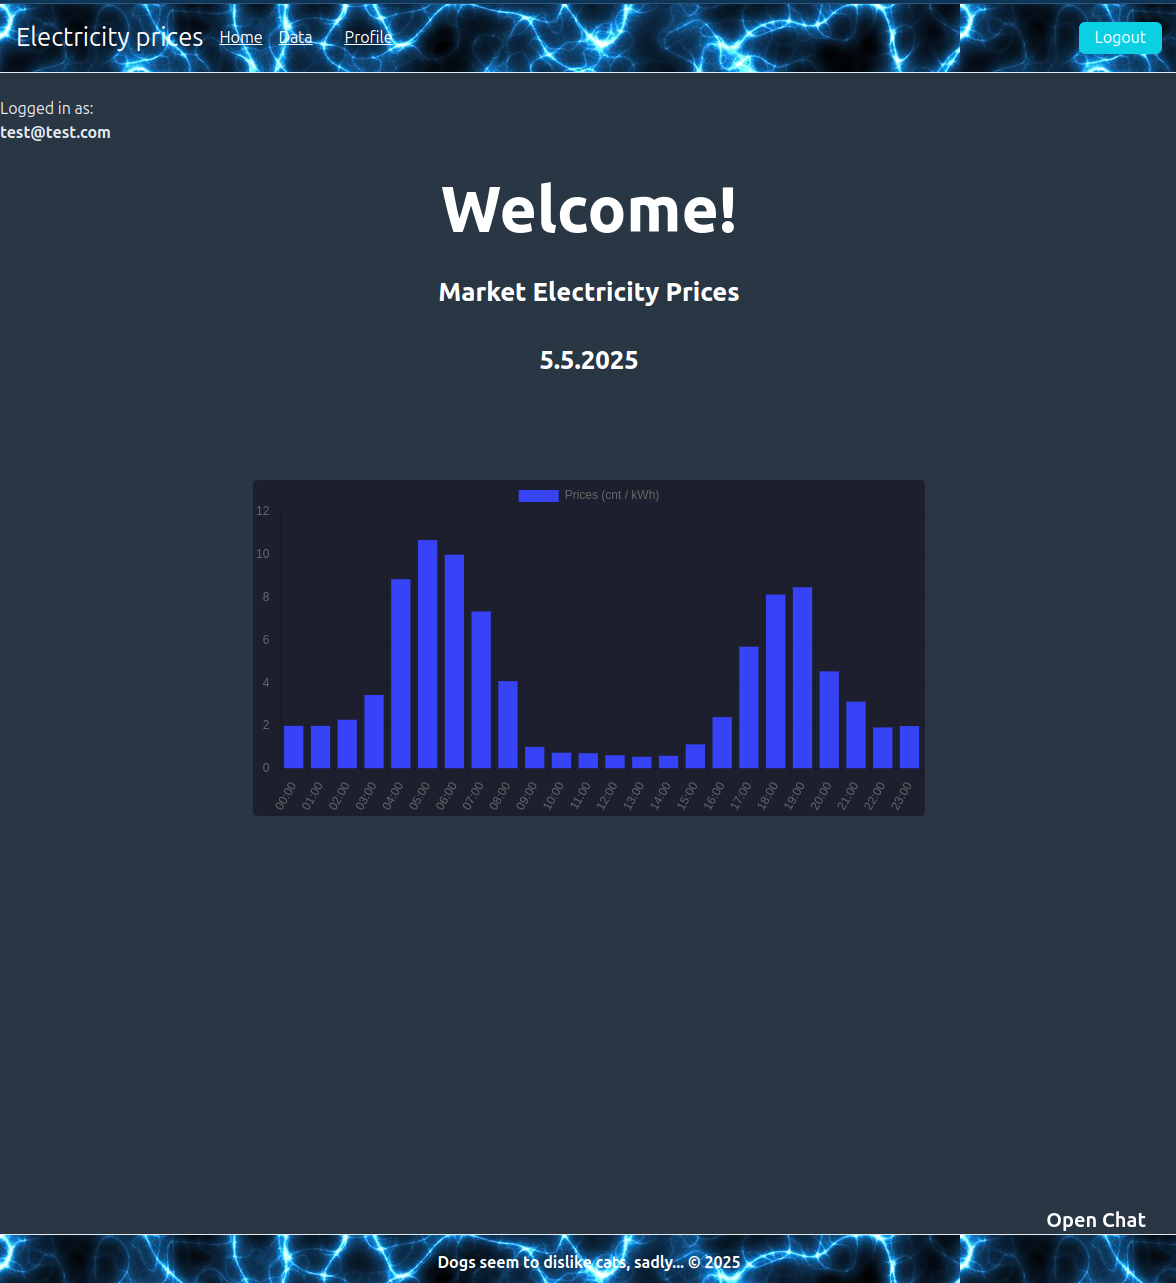 Electricity prices Home Data Profile Logout
Logged in as:
test@test.com
Welcome!
Market Electricity Prices
5.5.2025
Prices (cnt / kWh)
12
10
8
6
4
2
0
00:00 01:00 02:00 03:00 04:00 05:00 06:00 07:00 08:00 09:00 10:00 11:00 12:00 13:00 14:00 15:00 16:00 17:00 18:00 19:00 20:00 21:00 22:00 23:00
Open Chat
Dogs seem to dislike cats, sadly... © 2025